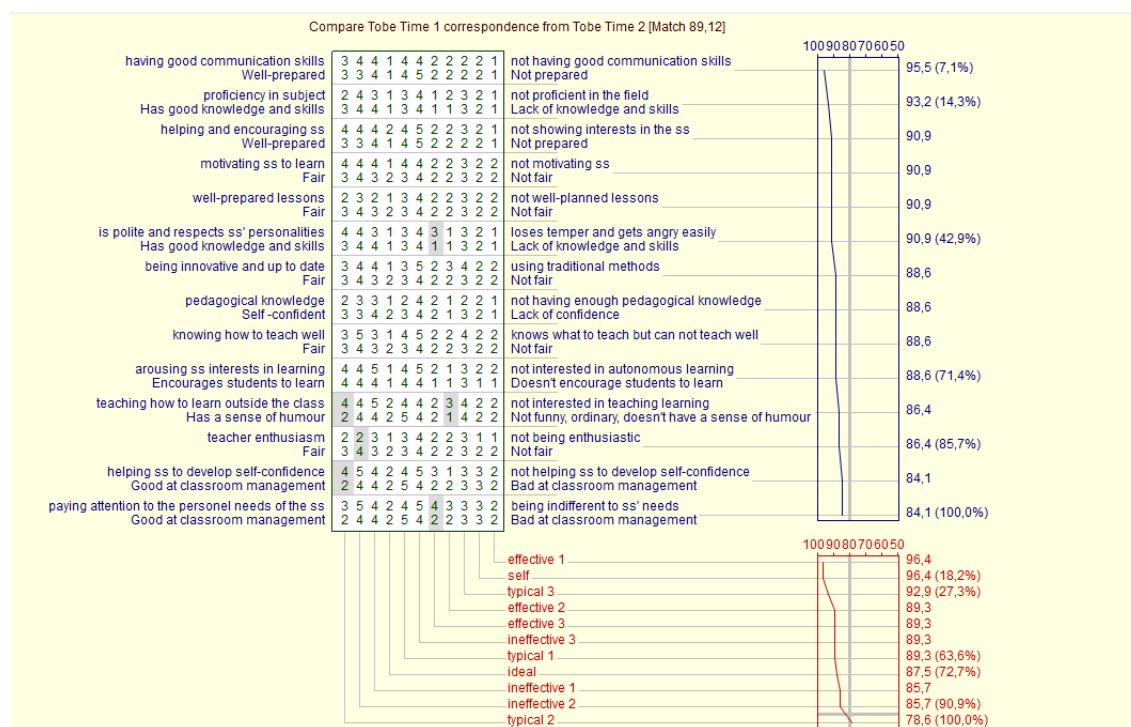 Compare Tobe Time 1 correspondence from Tobe Time 2 [Match 89,12]
1009080706050
having good communication skills 3 4 4 1 4 4 2 2 2 2 1 not having good communication skills 95,5 (7,1%)
Well-prepared 3 3 4 1 4 5 2 2 2 2 1 Not prepared
proficiency in subject 2 4 3 1 3 4 1 2 3 2 1 not proficient in the field 93,2 (14,3%)
Has good knowledge and skills 3 4 4 1 3 4 1 1 3 2 1 Lack of knowledge and skills
helping and encouraging ss 4 4 4 2 4 5 2 2 3 2 1 not showing interests in the ss 90,9
Well-prepared 3 3 4 1 4 5 2 2 2 2 1 Not prepared
motivating ss to learn 4 4 4 1 4 4 2 2 3 2 2 not motivating ss 90,9
Fair 3 4 3 2 3 4 2 2 3 2 2 Not fair
well-prepared lessons 2 3 2 1 3 4 2 2 3 2 2 not well-planned lessons 90,9
Fair 3 4 3 2 3 4 2 2 3 2 2 Not fair
is polite and respects ss' personalities 3 4 3 1 3 4 3 1 3 2 1 loses temper and gets angry easily 90,9 (42,9%)
Has good knowledge and skills 3 4 4 1 3 4 1 1 3 2 1 Lack of knowledge and skills
being innovative and up to date 3 4 4 1 3 5 2 3 4 2 2 using traditional methods 88,6
Fair 3 4 3 2 3 4 2 2 3 2 2 Not fair
pedagogical knowledge 2 3 3 1 2 4 2 1 2 2 1 not having enough pedagogical knowledge 88,6
Self -confident 3 3 4 2 3 4 2 1 3 2 1 Lack of confidence
knowing how to teach well 3 5 3 1 4 5 2 2 4 2 2 knows what to teach but can not teach well 88,6
Fair 3 4 3 2 3 4 2 2 3 2 2 Not fair
arousing ss interests in learning 4 4 5 1 4 5 2 1 3 2 2 not interested in autonomous learning 88,6 (71,4%)
Encourages students to learn 4 4 4 1 4 4 1 1 3 1 1 Doesn't encourage students to learn
teaching how to learn outside the class 4 4 5 2 4 4 2 3 4 2 2 not interested in teaching learning 86,4
Has a sense of humour 2 4 4 2 5 4 2 1 4 2 2 Not funny, ordinary, doesn't have a sense of humour
teacher enthusiasm 2 2 3 1 3 4 2 2 3 1 1 not being enthusiastic 86,4 (85,7%)
Fair 3 4 3 2 3 4 2 2 3 2 2 Not fair
helping ss to develop self-confidence 4 5 4 2 4 5 3 1 3 3 2 not helping ss to develop self-confidence 84,1
Good at classroom management 2 4 4 2 5 4 2 2 3 3 2 Bad at classroom management
paying attention to the personel needs of the ss 3 5 4 2 4 5 4 3 3 3 2 being indifferent to ss' needs 84,1 (100,0%)
Good at classroom management 2 4 4 2 5 4 2 2 3 3 2 Bad at classroom management
1009080706050
effective 1 96,4
self 96,4 (18,2%)
typical 3 92,9 (27,3%)
effective 2 89,3
effective 3 89,3
ineffective 3 89,3
typical 1 89,3 (63,6%)
ideal 87,5 (72,7%)
ineffective 1 85,7
ineffective 2 85,7 (90,9%)
typical 2 78,6 (100,0%)